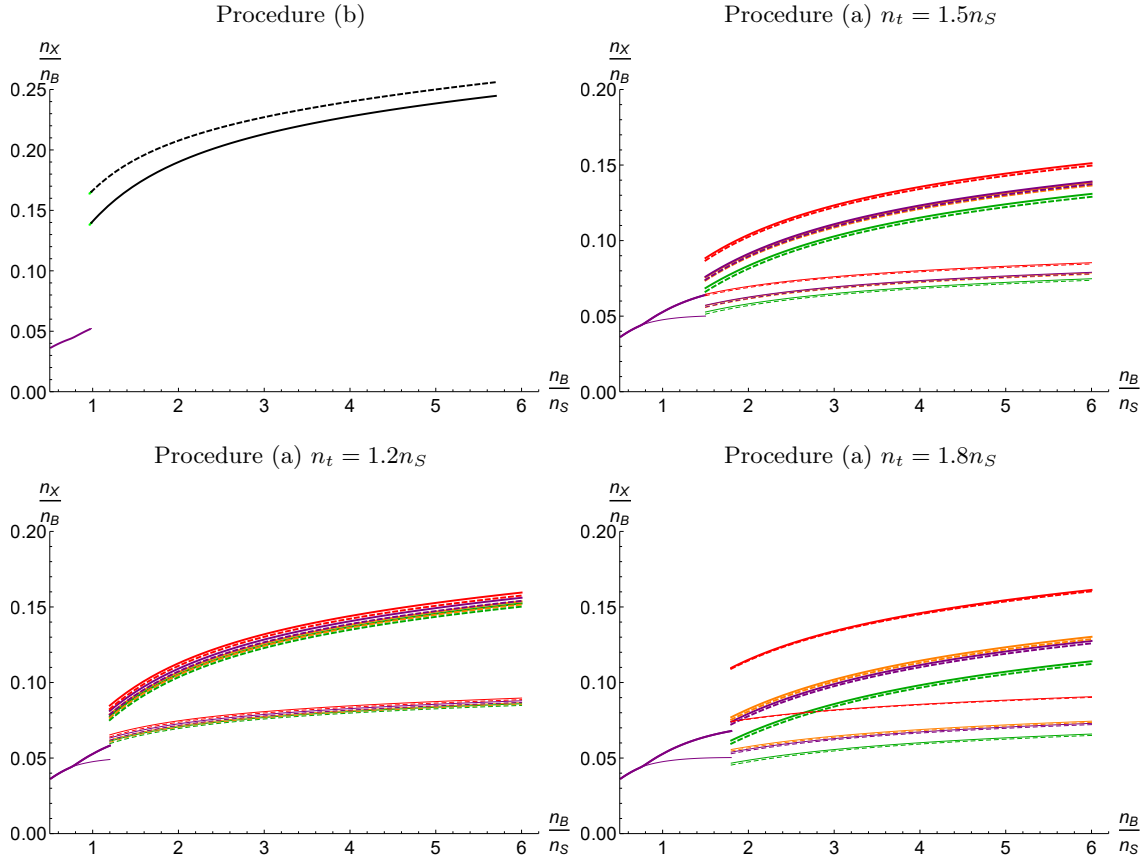 Procedure (b)
n_X
n_B
0.25
0.20
0.15
0.10
0.05
0.00
1 2 3 4 5 6
n_B
n_S
Procedure (a) n_t = 1.5n_S
n_X
n_B
0.20
0.15
0.10
0.05
0.00
1 2 3 4 5 6
n_B
n_S
Procedure (a) n_t = 1.2n_S
n_X
n_B
0.20
0.15
0.10
0.05
0.00
1 2 3 4 5 6
n_B
n_S
Procedure (a) n_t = 1.8n_S
n_X
n_B
0.20
0.15
0.10
0.05
0.00
1 2 3 4 5 6
n_B
n_S